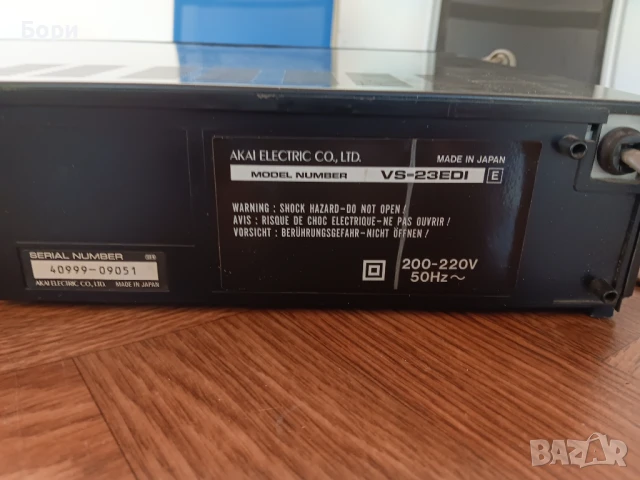 Бори
AKAI ELECTRIC CO., LTD. MADE IN JAPAN
MODEL NUMBER VS-23EDI E
WARNING : SHOCK HAZARD-DO NOT OPEN !
AVIS : RISQUE DE CHOC ELECTRIQUE-NE PAS OUVRIR !
VORSICHT : BERÜHRUNGSGEFAHR-NICHT ÖFFNEN !
200-220V
50Hz~
SERIAL NUMBER
40999-09051
AKAI ELECTRIC CO., LTD. MADE IN JAPAN
BAZAR